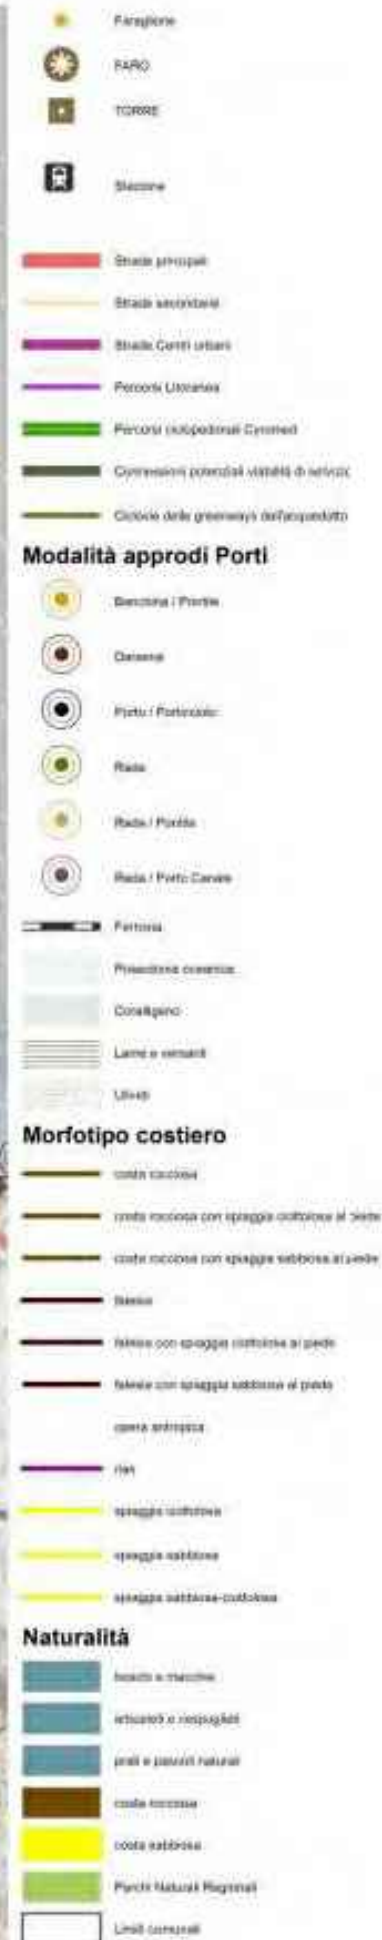 Faraglione
FARO
TORRE
Stazione
Strade principali
Strade secondarie
Strade Centri urbani
Percorsi Litoranea
Percorsi ciclopedonali Cyronmed
Connessioni potenziali viabilità di servizio
Ciclovie delle greenways dell'acquedotto
Modalità approdi Porti
Banchina / Pontile
Darsena
Porto / Porticciolo
Rada
Rada / Pontile
Rada / Porto Canale
Ferrovia
Posidonia oceanica
Coralligeno
Lame e versanti
Uliveti
Morfotipo costiero
costa rocciosa
costa rocciosa con spiaggia ciottolosa al piede
costa rocciosa con spiaggia sabbiosa al piede
falesia
falesia con spiaggia ciottolosa al piede
falesia con spiaggia sabbiosa al piede
opera antropica
rias
spiaggia ciottolosa
spiaggia sabbiosa
spiaggia sabbiosa-ciottolosa
Naturalità
boschi e macchie
arbusteti e cespuglieti
prati e pascoli naturali
costa rocciosa
costa sabbiosa
Parchi Naturali Regionali
Limiti comunali